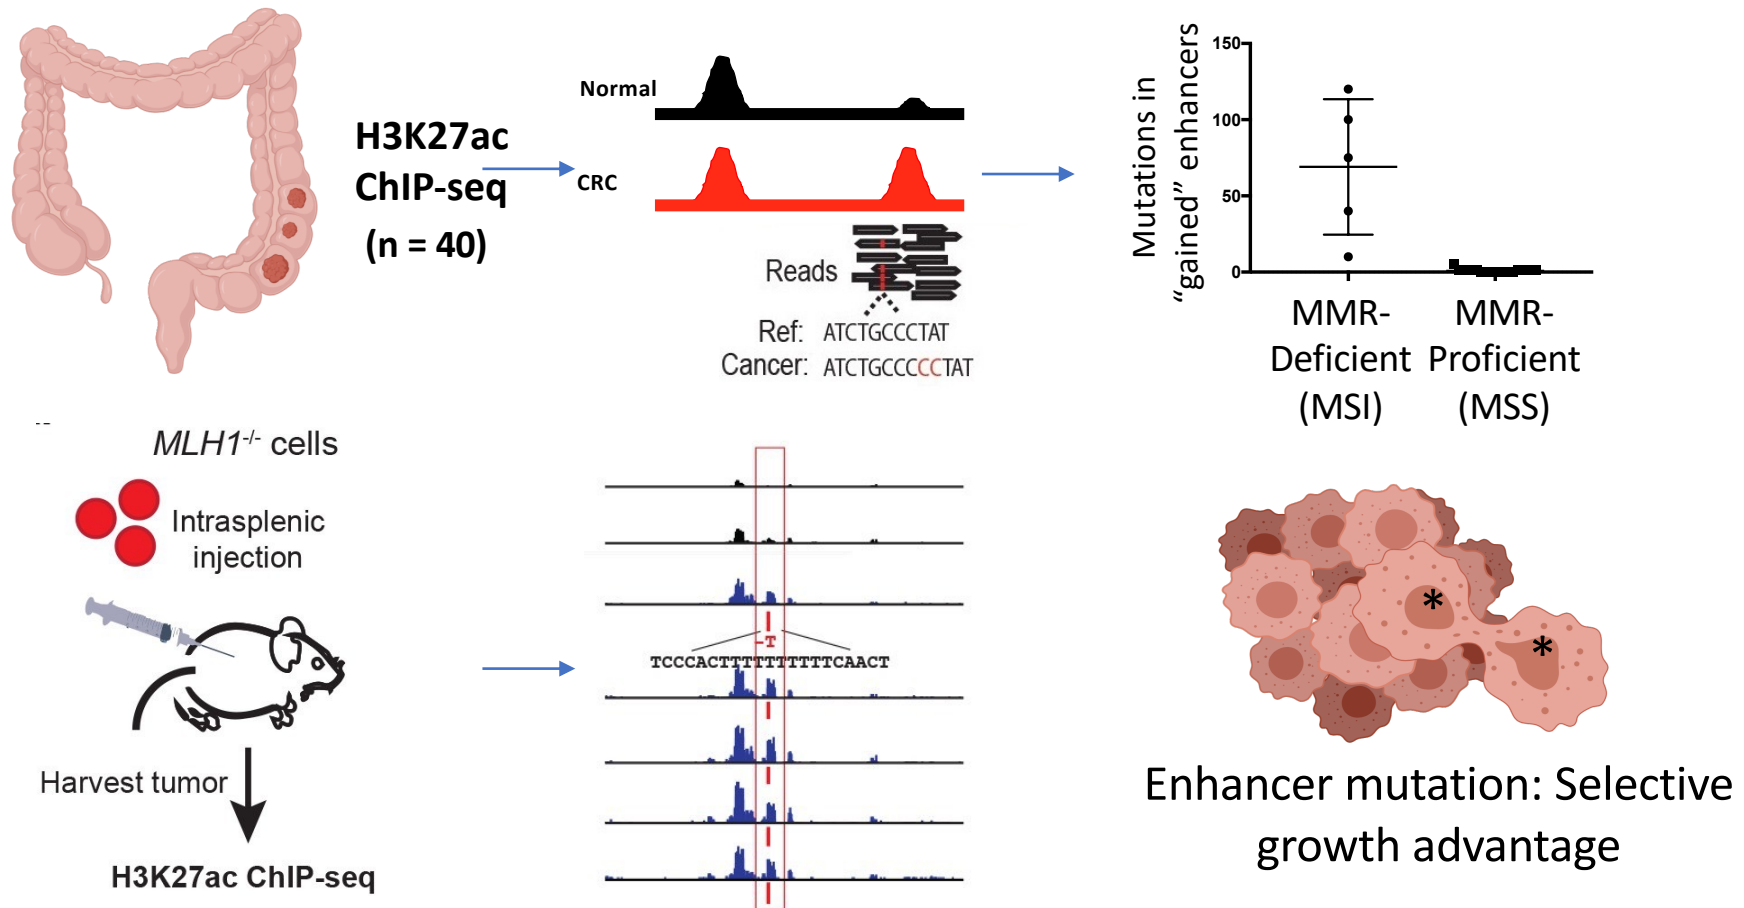 H3K27ac
ChIP-seq
(n = 40)
Normal
CRC
Reads
Ref: ATCTGCCCTAT
Cancer: ATCTGCCCCCTAT
Mutations in
“gained” enhancers
150
100
50
0
MMR-
Deficient
(MSI)
MMR-
Proficient
(MSS)
MLH1-/- cells
Intrasplenic
injection
Harvest tumor
H3K27ac ChIP-seq
-T
TCCCACTTTTTTTTTTTCAACT
*
*
Enhancer mutation: Selective
growth advantage